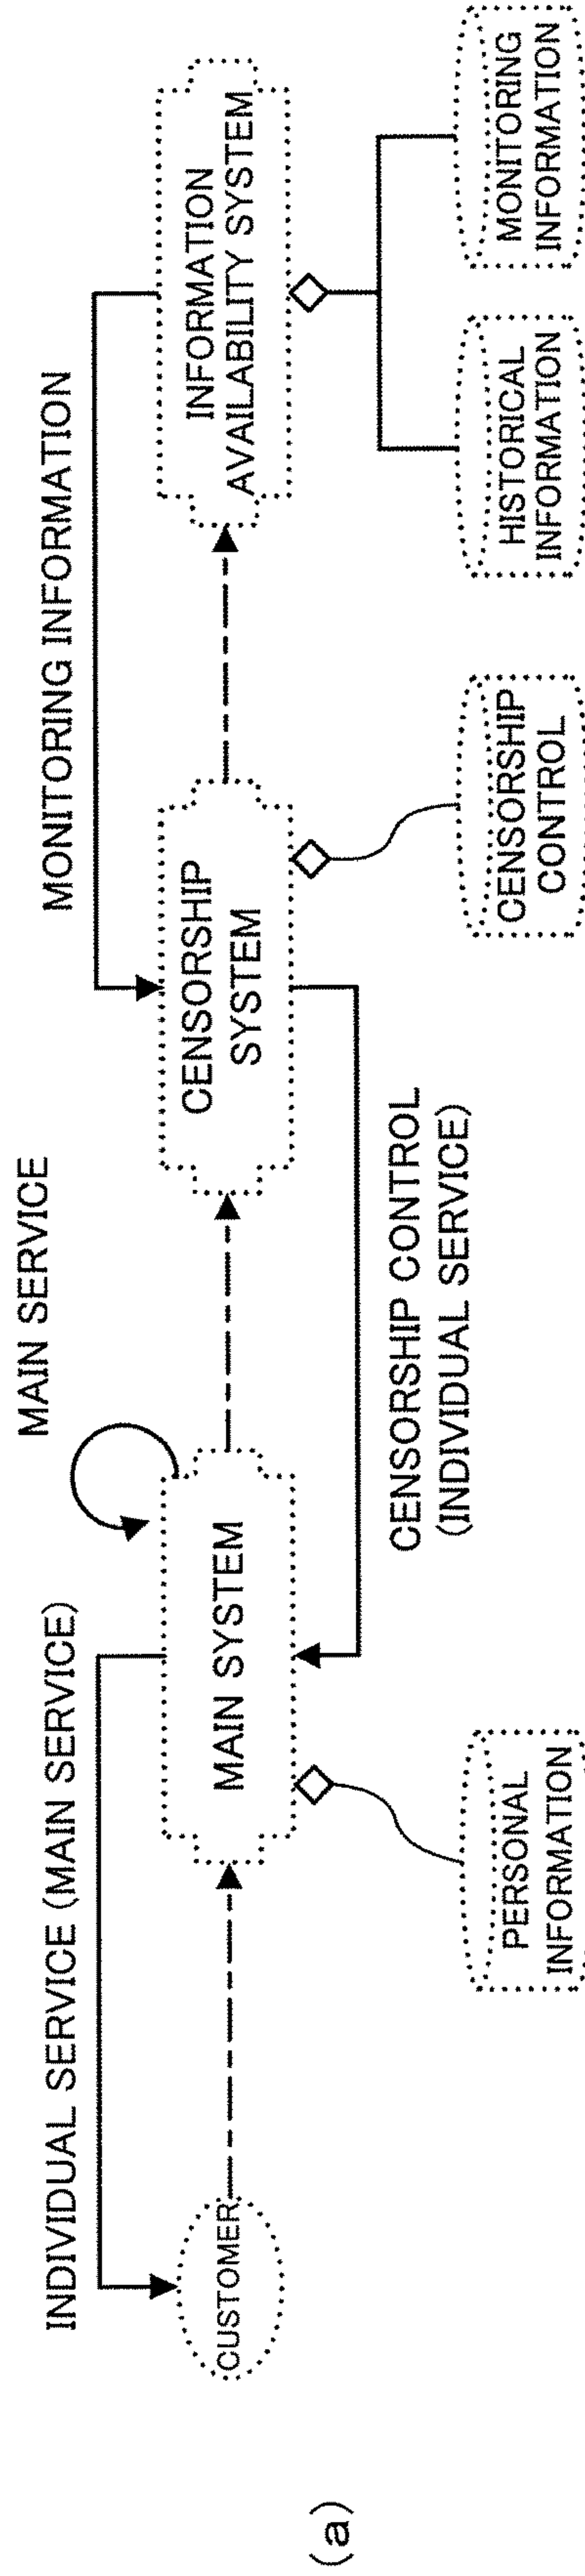 (a)
INDIVIDUAL SERVICE (MAIN SERVICE)
MAIN SERVICE
MONITORING INFORMATION
CUSTOMER
MAIN SYSTEM
CENSORSHIP
SYSTEM
INFORMATION
AVAILABILITY SYSTEM
CENSORSHIP CONTROL
(INDIVIDUAL SERVICE)
PERSONAL
INFORMATION
CENSORSHIP
CONTROL
HISTORICAL
INFORMATION
MONITORING
INFORMATION